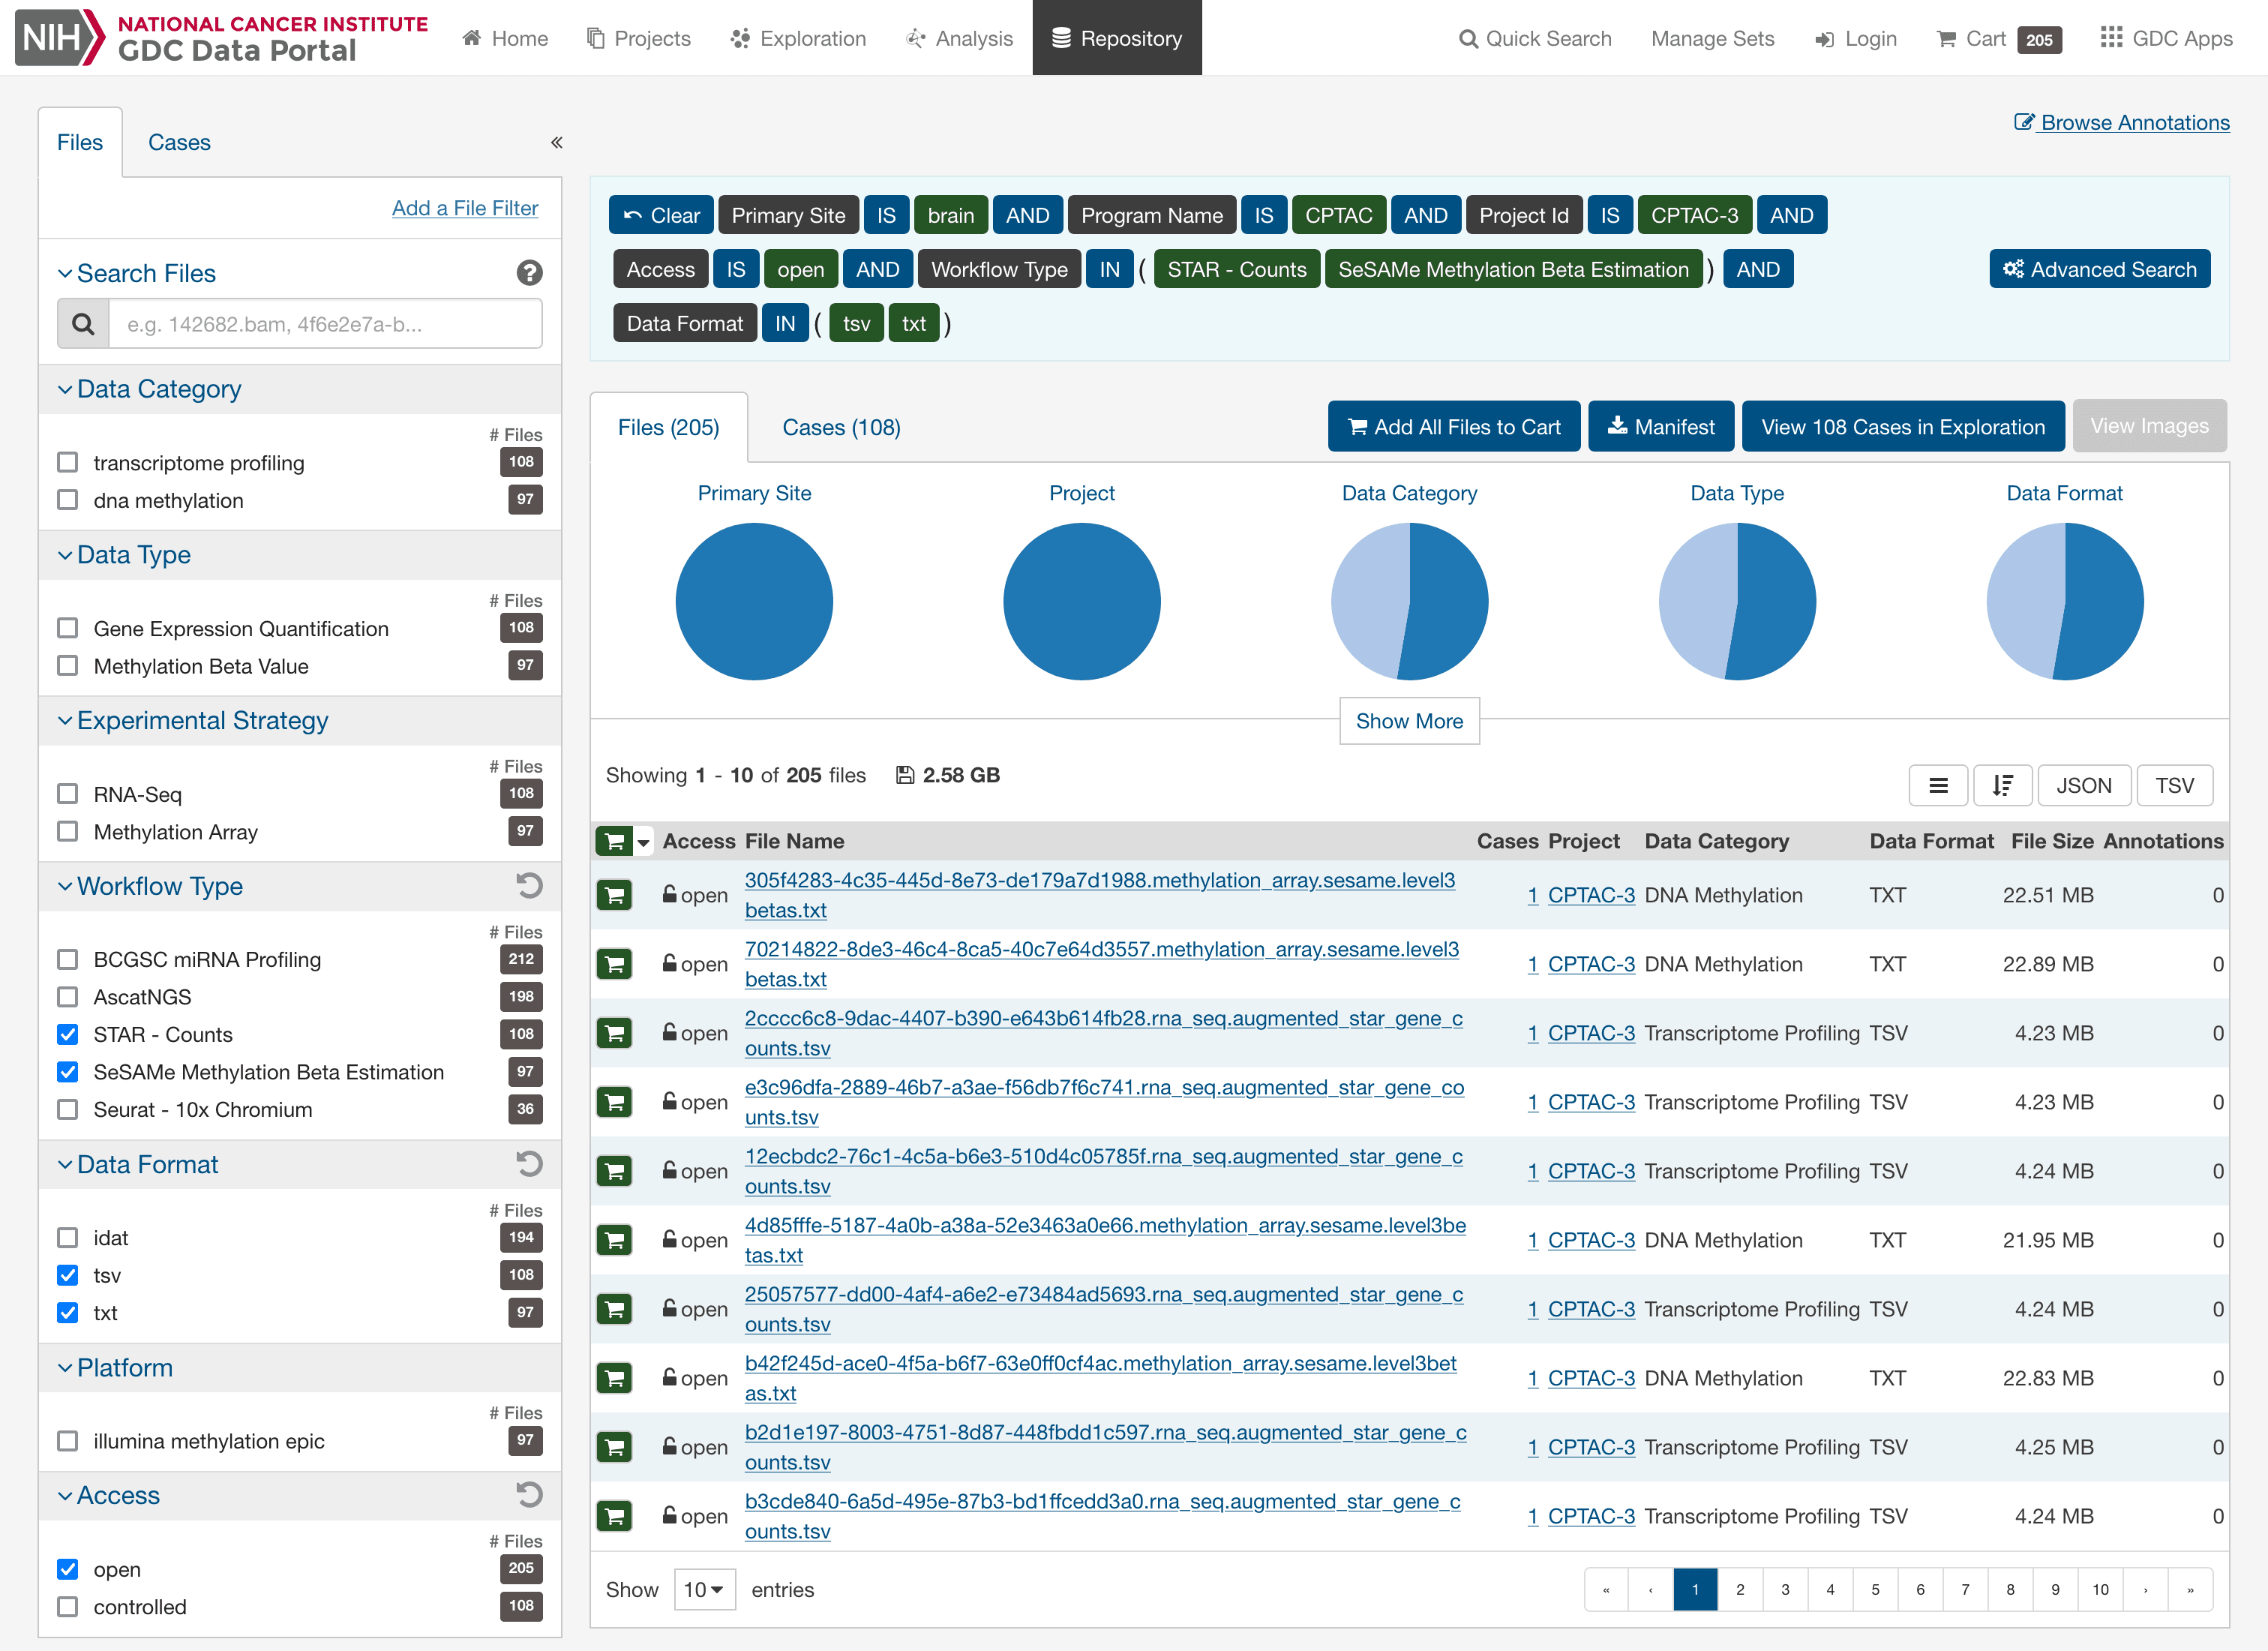 NIH NATIONAL CANCER INSTITUTE
GDC Data Portal
Home Projects Exploration Analysis Repository Quick Search Manage Sets Login Cart 205 GDC Apps
Files Cases «
Browse Annotations
Add a File Filter
Search Files ?
e.g. 142682.bam, 4f6e2e7a-b...
Data Category
# Files
transcriptome profiling 108
dna methylation 97
Data Type
# Files
Gene Expression Quantification 108
Methylation Beta Value 97
Experimental Strategy
# Files
RNA-Seq 108
Methylation Array 97
Workflow Type
# Files
BCGSC miRNA Profiling 212
AscatNGS 198
STAR - Counts 108
SeSAMe Methylation Beta Estimation 97
Seurat - 10x Chromium 36
Data Format
# Files
idat 194
tsv 108
txt 97
Platform
# Files
illumina methylation epic 97
Access
# Files
open 205
controlled 108
Clear Primary Site IS brain AND Program Name IS CPTAC AND Project Id IS CPTAC-3 AND
Access IS open AND Workflow Type IN ( STAR - Counts SeSAMe Methylation Beta Estimation ) AND
Data Format IN ( tsv txt )
Advanced Search
Files (205) Cases (108) Add All Files to Cart Manifest View 108 Cases in Exploration View Images
Primary Site Project Data Category Data Type Data Format
Show More
Showing 1 - 10 of 205 files 2.58 GB
JSON TSV
Access File Name Cases Project Data Category Data Format File Size Annotations
open 305f4283-4c35-445d-8e73-de179a7d1988.methylation_array.sesame.level3 1 CPTAC-3 DNA Methylation TXT 22.51 MB 0
betas.txt
open 70214822-8de3-46c4-8ca5-40c7e64d3557.methylation_array.sesame.level3 1 CPTAC-3 DNA Methylation TXT 22.89 MB 0
betas.txt
open 2cccc6c8-9dac-4407-b390-e643b614fb28.rna_seq.augmented_star_gene_c 1 CPTAC-3 Transcriptome Profiling TSV 4.23 MB 0
ounts.tsv
open e3c96dfa-2889-46b7-a3ae-f56db7f6c741.rna_seq.augmented_star_gene_co 1 CPTAC-3 Transcriptome Profiling TSV 4.23 MB 0
unts.tsv
open 12ecbdc2-76c1-4c5a-b6e3-510d4c05785f.rna_seq.augmented_star_gene_c 1 CPTAC-3 Transcriptome Profiling TSV 4.24 MB 0
ounts.tsv
open 4d85fffe-5187-4a0b-a38a-52e3463a0e66.methylation_array.sesame.level3be 1 CPTAC-3 DNA Methylation TXT 21.95 MB 0
tas.txt
open 25057577-dd00-4af4-a6e2-e73484ad5693.rna_seq.augmented_star_gene_c 1 CPTAC-3 Transcriptome Profiling TSV 4.24 MB 0
ounts.tsv
open b42f245d-ace0-4f5a-b6f7-63e0ff0cf4ac.methylation_array.sesame.level3bet 1 CPTAC-3 DNA Methylation TXT 22.83 MB 0
as.txt
open b2d1e197-8003-4751-8d87-448fbdd1c597.rna_seq.augmented_star_gene_c 1 CPTAC-3 Transcriptome Profiling TSV 4.25 MB 0
ounts.tsv
open b3cde840-6a5d-495e-87b3-bd1ffcedd3a0.rna_seq.augmented_star_gene_c 1 CPTAC-3 Transcriptome Profiling TSV 4.24 MB 0
ounts.tsv
Show 10 entries « ‹ 1 2 3 4 5 6 7 8 9 10 › »